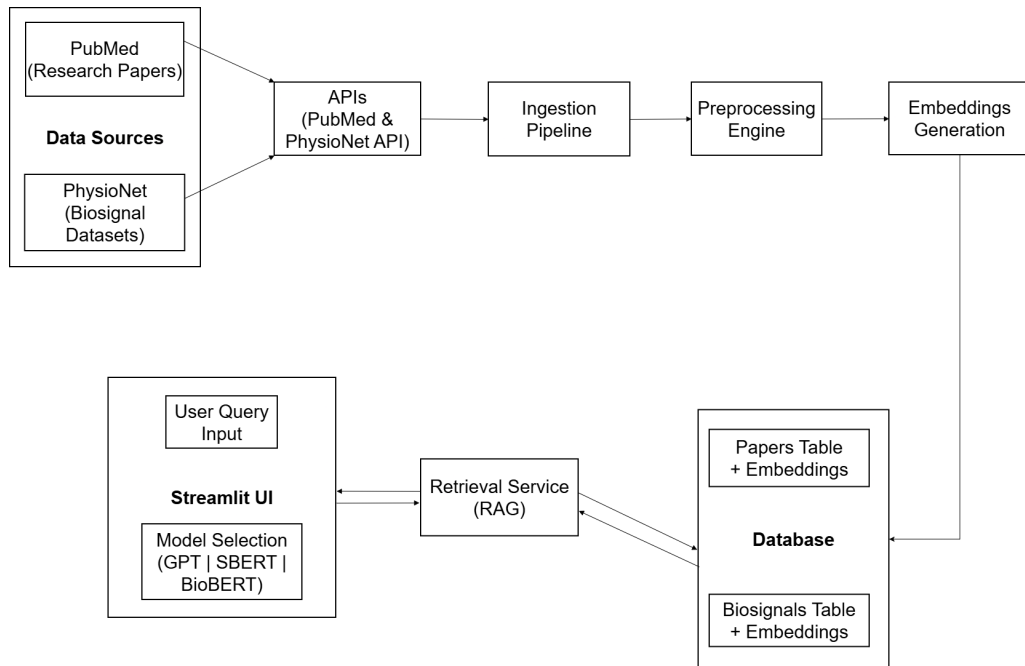 PubMed
(Research Papers)
Data Sources
PhysioNet
(Biosignal
Datasets)
APIs
(PubMed &
PhysioNet API)
Ingestion
Pipeline
Preprocessing
Engine
Embeddings
Generation
User Query
Input
Streamlit UI
Model Selection
(GPT | SBERT |
BioBERT)
Retrieval Service
(RAG)
Papers Table
+ Embeddings
Database
Biosignals Table
+ Embeddings